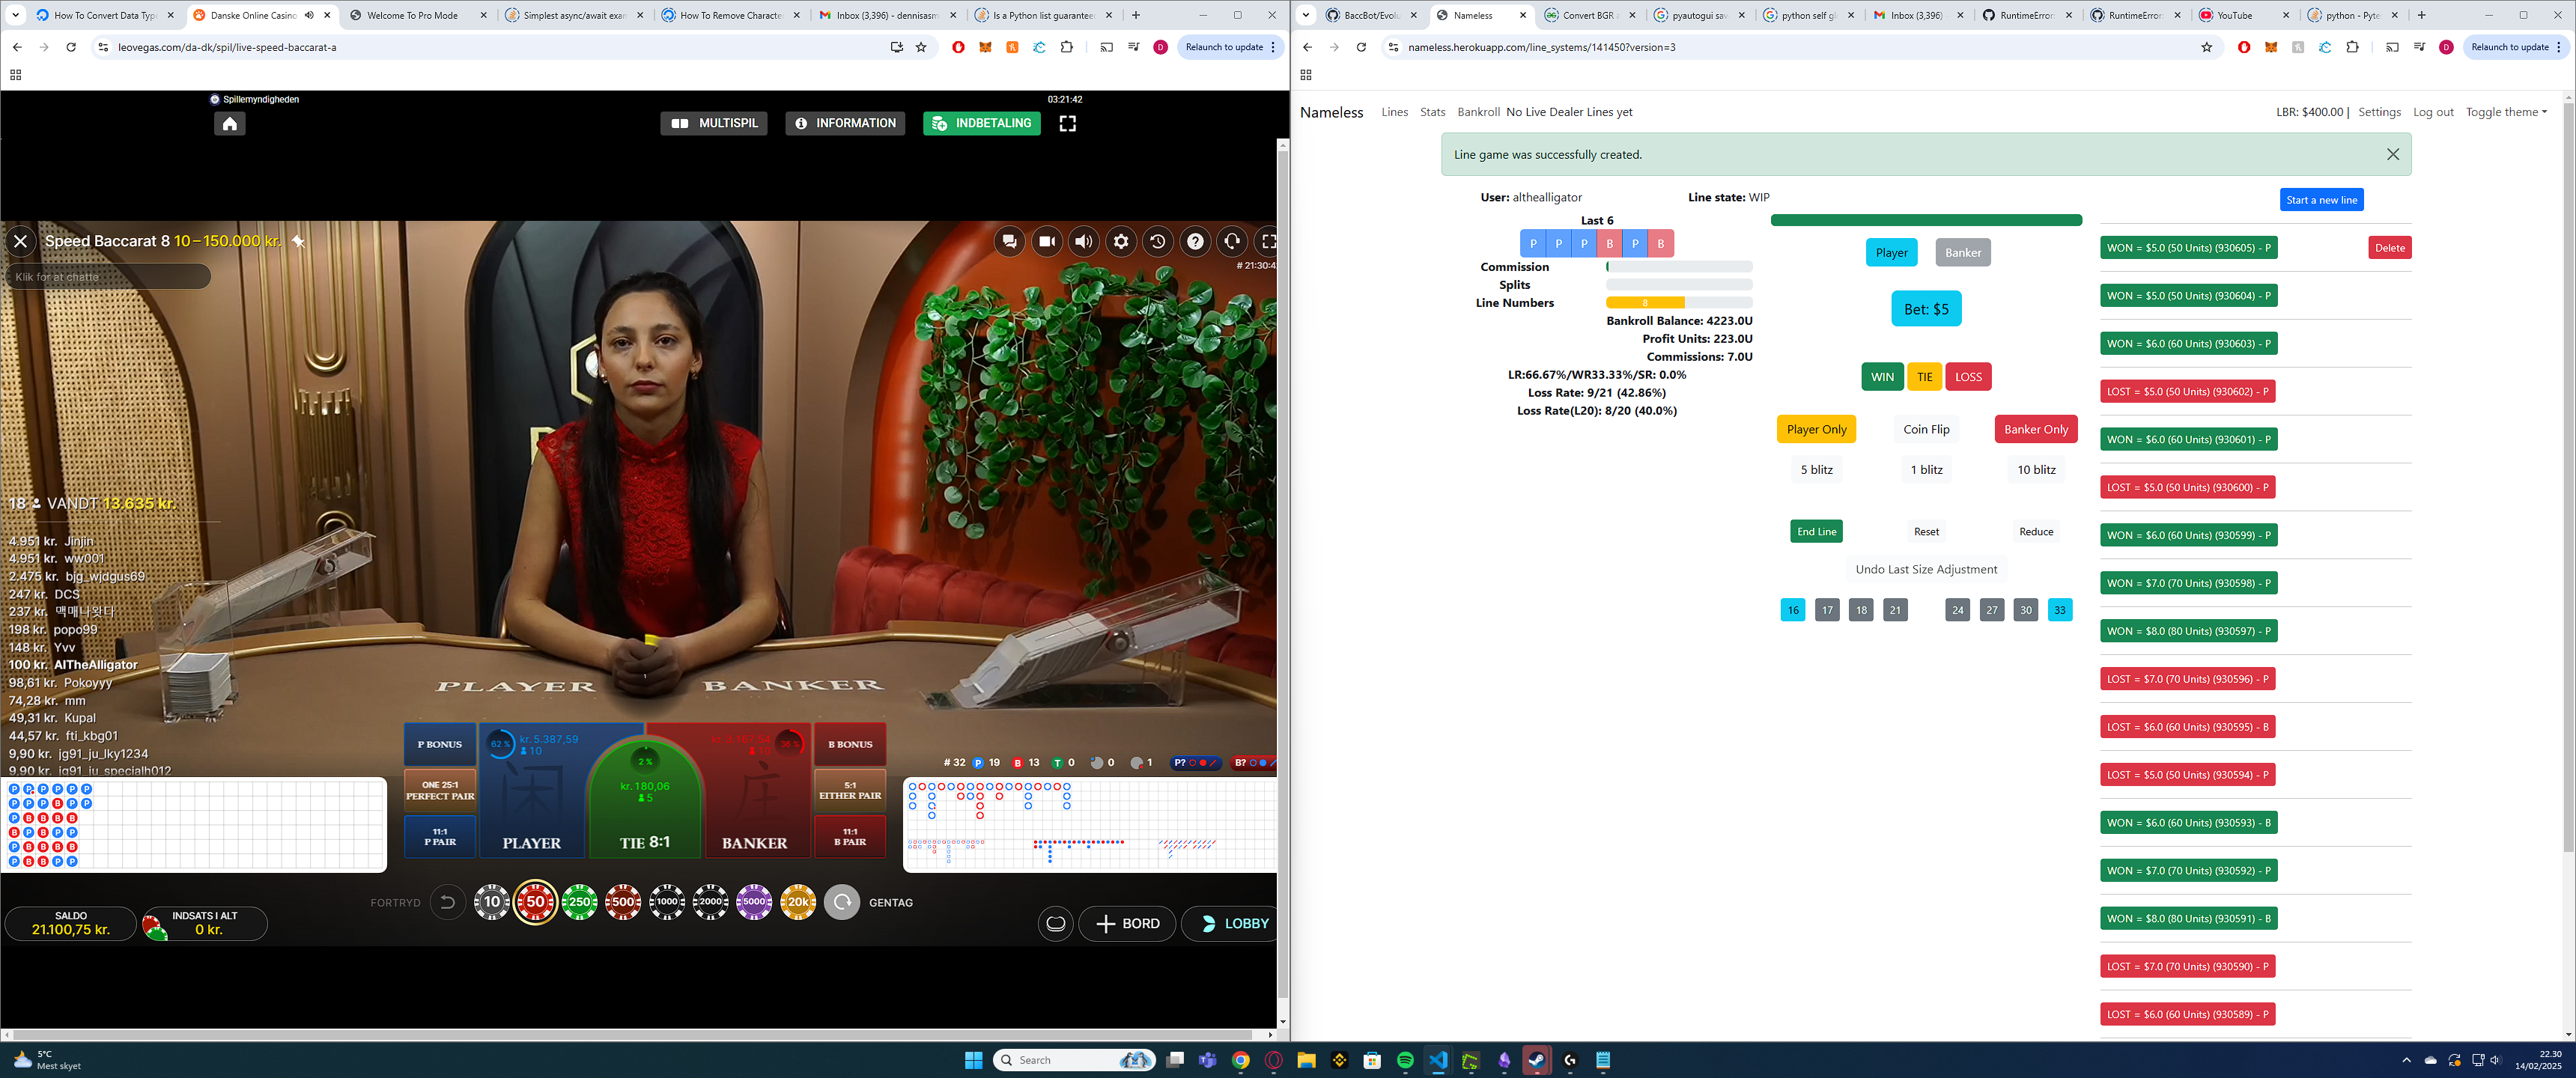 How To Convert Data Type
Danske Online Casino
Welcome To Pro Mode
Simplest async/await exam
How To Remove Characte
Inbox (3,396) - dennisasm
Is a Python list guarantee
leovegas.com/da-dk/spil/live-speed-baccarat-a
Relaunch to update
Spillemyndigheden
03:21:42
MULTISPIL
INFORMATION
INDBETALING
Speed Baccarat 8 10–150.000 kr.
Klik for at chatte
# 21:30:4
18 VANDT 13.635 kr.
4.951 kr. Jinjin
4.951 kr. ww001
2.475 kr. bjg_wjdgus69
247 kr. DCS
237 kr. 맥매나왓다
198 kr. popo99
148 kr. Yvv
100 kr. AlTheAlligator
98,61 kr. Pokoyyy
74,28 kr. mm
49,31 kr. Kupal
44,57 kr. fti_kbg01
9,90 kr. jg91_ju_lky1234
9,90 kr. jg91_ju_specialh012
PLAYER BANKER
P BONUS
62 %
kr. 5.387,59
10
2 %
kr. 180,06
5
36 %
10
B BONUS
ONE 25:1
PERFECT PAIR
5:1
EITHER PAIR
11:1
P PAIR
闲
PLAYER
TIE 8:1
庄
BANKER
11:1
B PAIR
# 32 P 19 B 13 T 0 0 1 P? B?
P P P P P P
P P P B P P
P B B B B
B P B P P
P B B B B
P B B P P
FORTRYD
10 50 250 500 1000 2000 5000 20k
GENTAG
SALDO
21.100,75 kr.
INDSATS I ALT
0 kr.
BORD
LOBBY
BaccBot/Evolu
Nameless
Convert BGR
pyautogui sav
python self gl
Inbox (3,396)
RuntimeError:
RuntimeError:
YouTube
python - Pyte
nameless.herokuapp.com/line_systems/141450?version=3
Relaunch to update
Nameless Lines Stats Bankroll No Live Dealer Lines yet
LBR: $400.00 | Settings Log out Toggle theme
Line game was successfully created.
User: althealligator
Line state: WIP
Last 6
P P P B P B
Commission
Splits
Line Numbers
8
Bankroll Balance: 4223.0U
Profit Units: 223.0U
Commissions: 7.0U
LR:66.67%/WR33.33%/SR: 0.0%
Loss Rate: 9/21 (42.86%)
Loss Rate(L20): 8/20 (40.0%)
Player Banker
Bet: $5
WIN TIE LOSS
Player Only Coin Flip Banker Only
5 blitz 1 blitz 10 blitz
End Line Reset Reduce
Undo Last Size Adjustment
16 17 18 21 24 27 30 33
Start a new line
WON = $5.0 (50 Units) (930605) - P
Delete
WON = $5.0 (50 Units) (930604) - P
WON = $6.0 (60 Units) (930603) - P
LOST = $5.0 (50 Units) (930602) - P
WON = $6.0 (60 Units) (930601) - P
LOST = $5.0 (50 Units) (930600) - P
WON = $6.0 (60 Units) (930599) - P
WON = $7.0 (70 Units) (930598) - P
WON = $8.0 (80 Units) (930597) - P
LOST = $7.0 (70 Units) (930596) - P
LOST = $6.0 (60 Units) (930595) - B
LOST = $5.0 (50 Units) (930594) - P
WON = $6.0 (60 Units) (930593) - B
WON = $7.0 (70 Units) (930592) - P
WON = $8.0 (80 Units) (930591) - B
LOST = $7.0 (70 Units) (930590) - P
LOST = $6.0 (60 Units) (930589) - P
5°C
Mest skyet
Search
22.30
14/02/2025